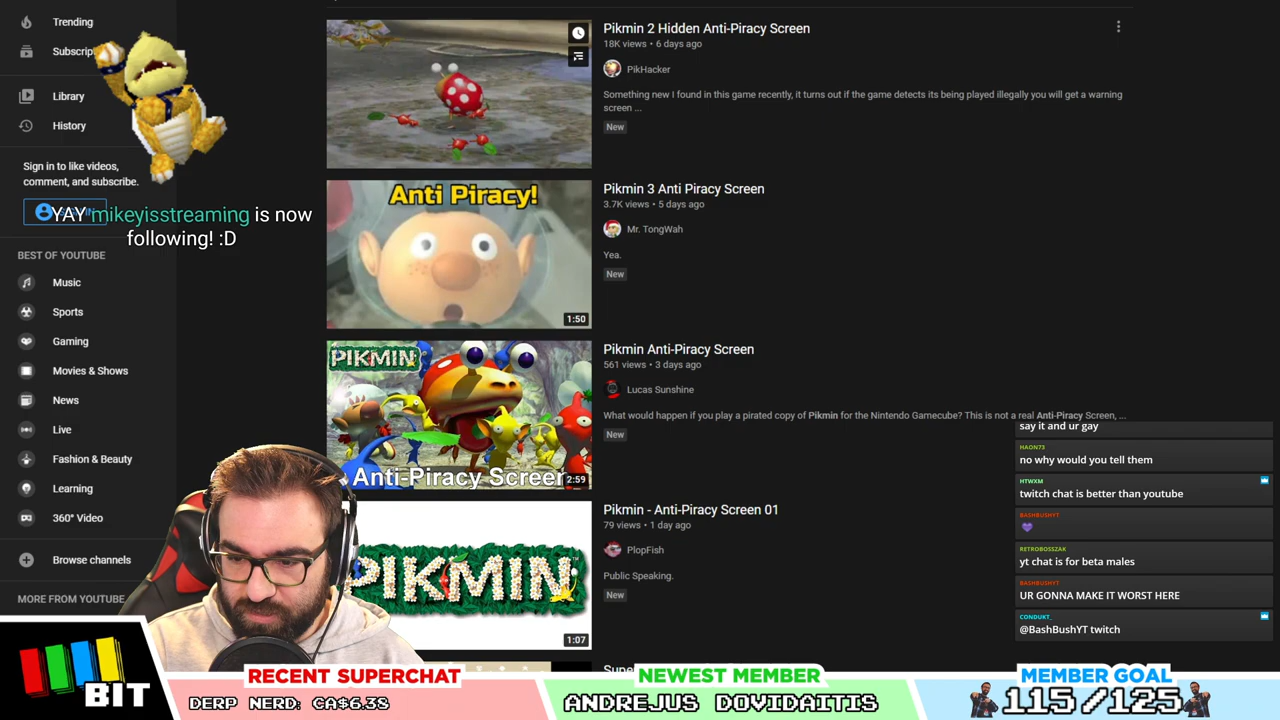 Trending
Subscrip
Library
History
Sign in to like videos,
comment, and subscribe.
YAY mikeyisstreaming is now
following! :D
BEST OF YOUTUBE
Music
Sports
Gaming
Movies & Shows
News
Live
Fashion & Beauty
Learning
360° Video
Browse channels
MORE FROM YOUTUBE
Pikmin 2 Hidden Anti-Piracy Screen
18K views • 6 days ago
PikHacker
Something new I found in this game recently, it turns out if the game detects its being played illegally you will get a warning
screen ...
New
Anti Piracy!
1:50
Pikmin 3 Anti Piracy Screen
3.7K views • 5 days ago
Mr. TongWah
Yea.
New
PIKMIN
Anti-Piracy Screen
2:59
Pikmin Anti-Piracy Screen
561 views • 3 days ago
Lucas Sunshine
What would happen if you play a pirated copy of Pikmin for the Nintendo Gamecube? This is not a real Anti-Piracy Screen, ...
New
PIKMIN
1:07
Pikmin - Anti-Piracy Screen 01
79 views • 1 day ago
PlopFish
Public Speaking.
New
say it and ur gay
HAON73
no why would you tell them
HTWXM
twitch chat is better than youtube
BASHBUSHYT
RETROBOSSZAK
yt chat is for beta males
BASHBUSHYT
UR GONNA MAKE IT WORST HERE
CONDUKT_
@BashBushYT twitch
BIT
RECENT SUPERCHAT
DERP NERD: CA$6.38
NEWEST MEMBER
ANDREJUS DOVIDAITIS
MEMBER GOAL
115/125